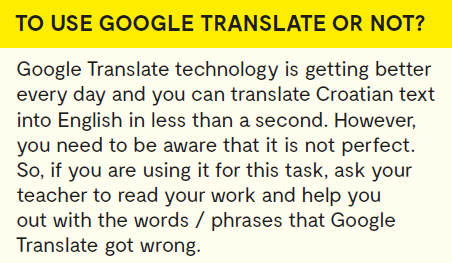 TO USE GOOGLE TRANSLATE OR NOT?
Google Translate technology is getting better
every day and you can translate Croatian text
into English in less than a second. However,
you need to be aware that it is not perfect.
So, if you are using it for this task, ask your
teacher to read your work and help you
out with the words / phrases that Google
Translate got wrong.